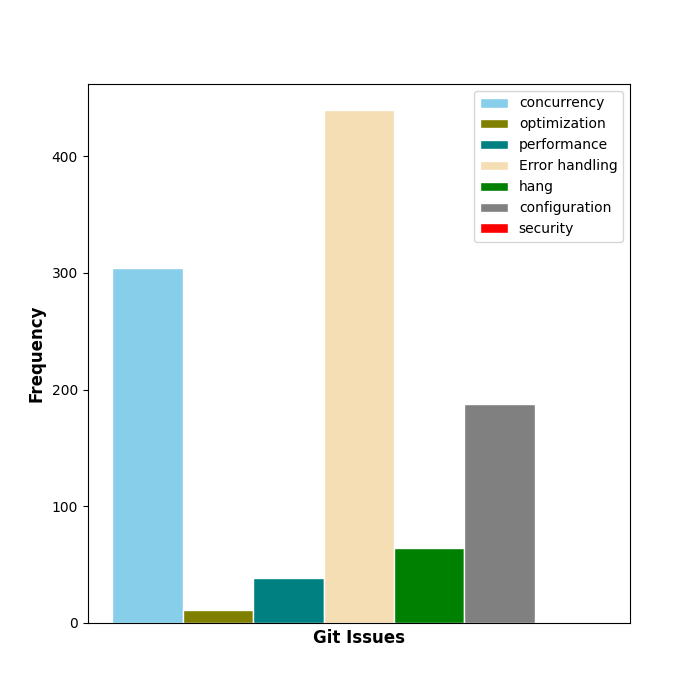 concurrency
optimization
performance
Error handling
hang
configuration
security
400
300
200
100
0
Frequency
Git Issues